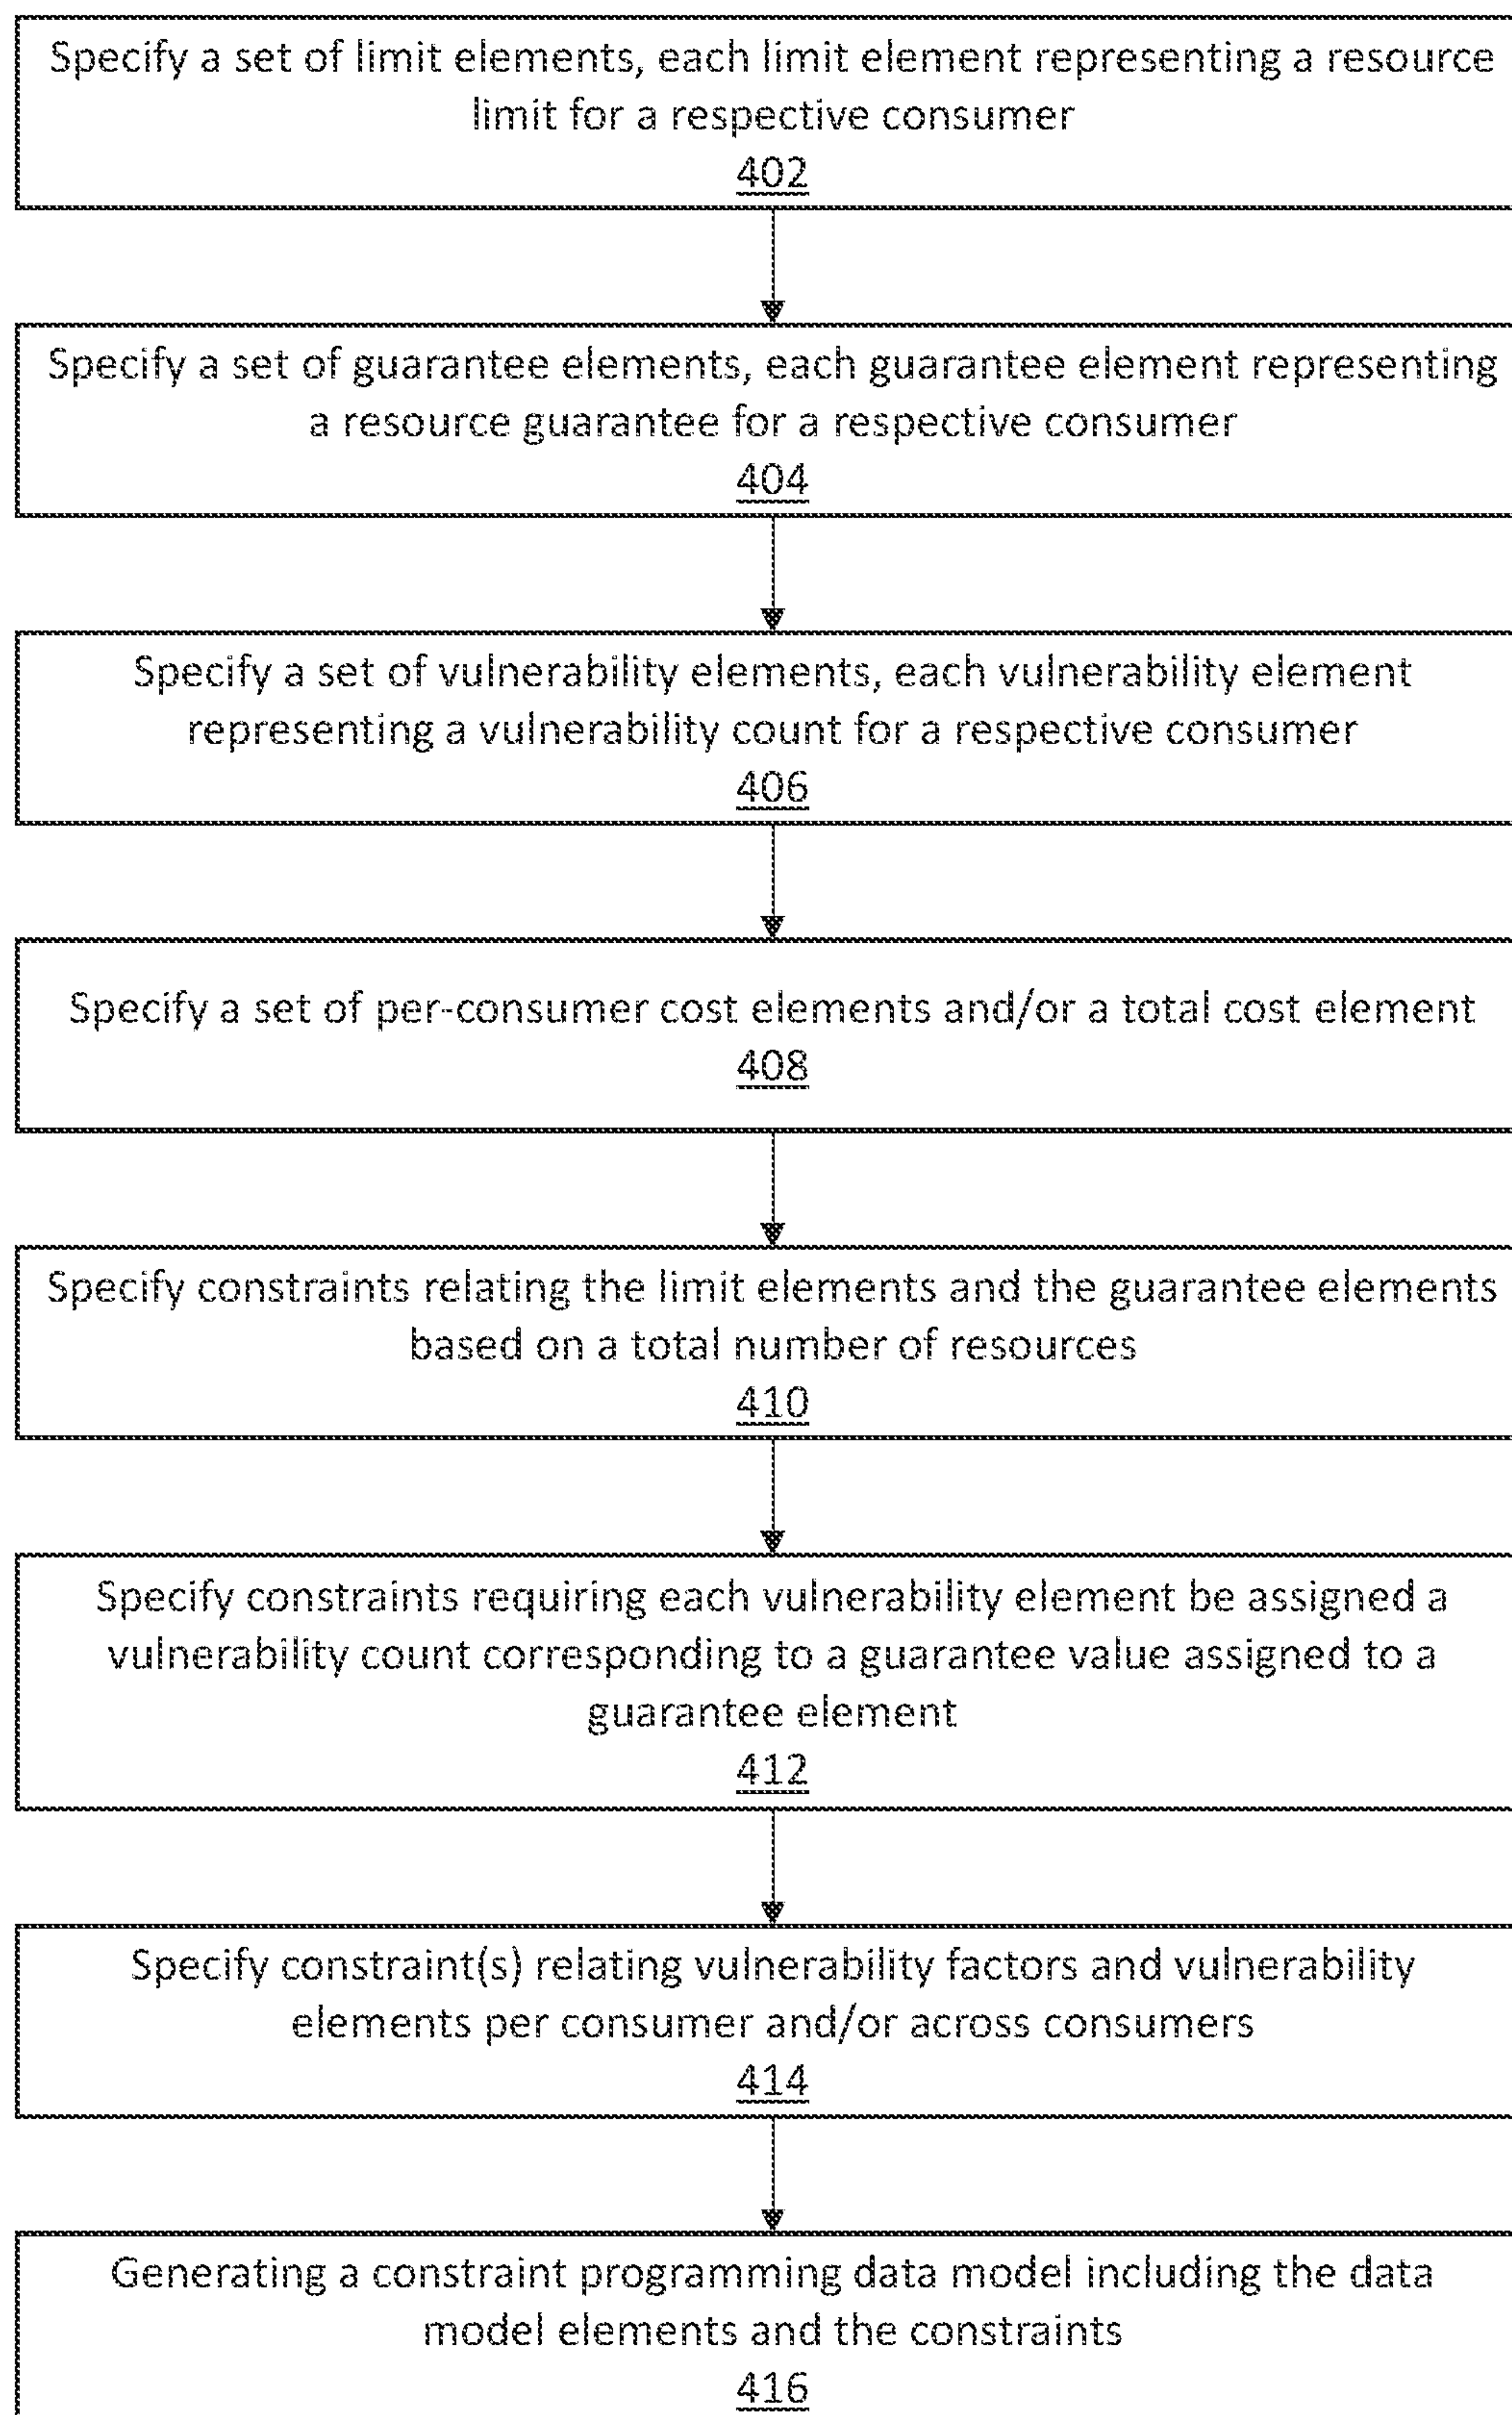 Specify a set of limit elements, each limit element representing a resource
limit for a respective consumer
402
Specify a set of guarantee elements, each guarantee element representing
a resource guarantee for a respective consumer
404
Specify a set of vulnerability elements, each vulnerability element
representing a vulnerability count for a respective consumer
406
Specify a set of per-consumer cost elements and/or a total cost element
408
Specify constraints relating the limit elements and the guarantee elements
based on a total number of resources
410
Specify constraints requiring each vulnerability element be assigned a
vulnerability count corresponding to a guarantee value assigned to a
guarantee element
412
Specify constraint(s) relating vulnerability factors and vulnerability
elements per consumer and/or across consumers
414
Generating a constraint programming data model including the data
model elements and the constraints
416